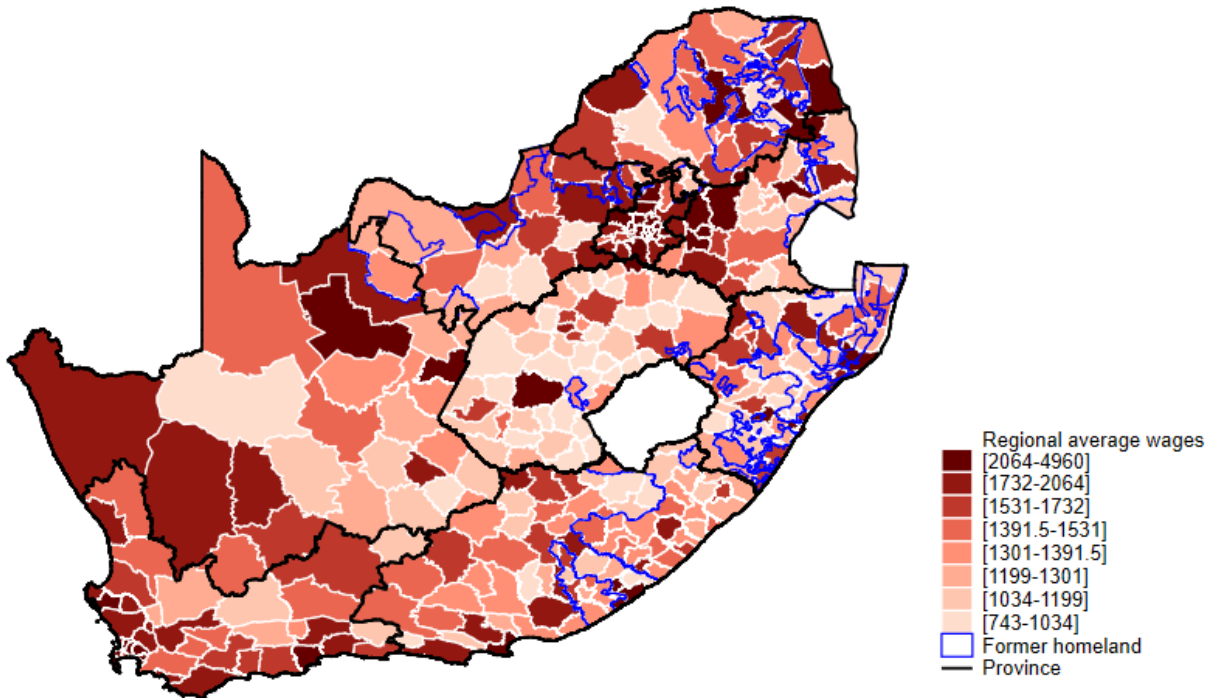 Regional average wages
[2064-4960]
[1732-2064]
[1531-1732]
[1391.5-1531]
[1301-1391.5]
[1199-1301]
[1034-1199]
[743-1034]
Former homeland
Province